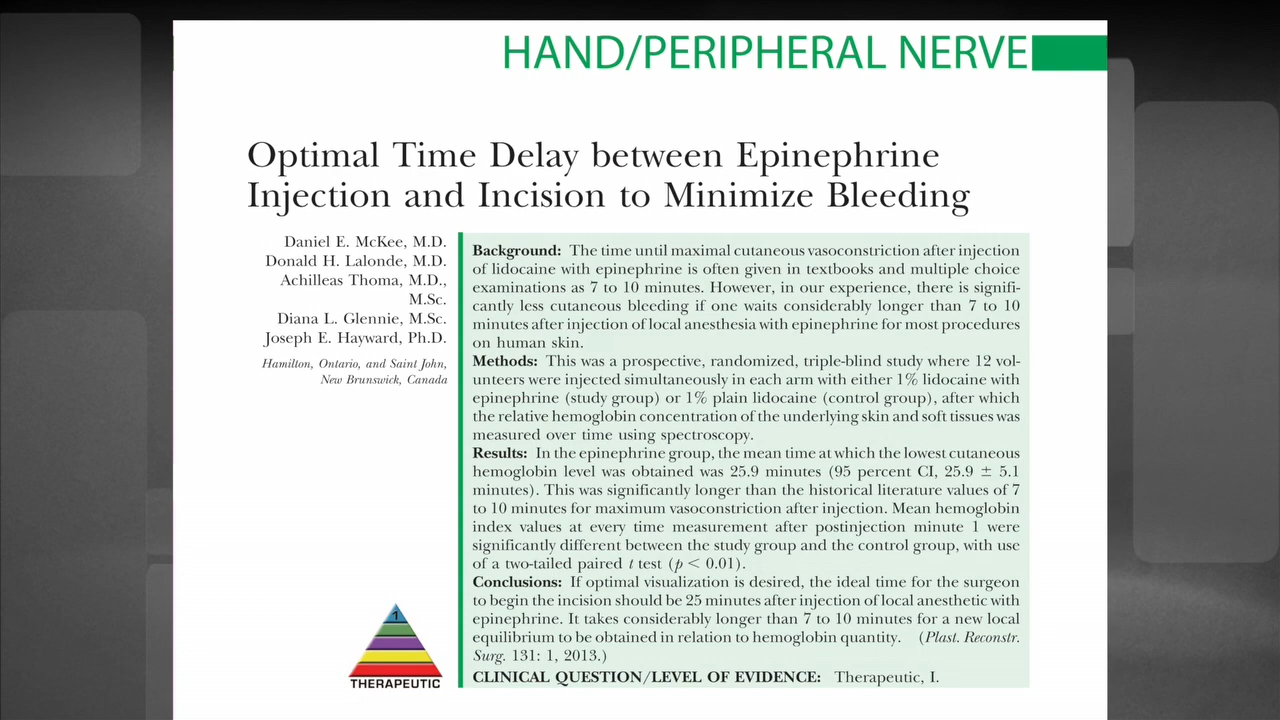 HAND/PERIPHERAL NERVE
Optimal Time Delay between Epinephrine
Injection and Incision to Minimize Bleeding
Daniel E. McKee, M.D.
Donald H. Lalonde, M.D.
Achilleas Thoma, M.D.,
M.Sc.
Diana L. Glennie, M.Sc.
Joseph E. Hayward, Ph.D.
Hamilton, Ontario, and Saint John,
New Brunswick, Canada
Background: The time until maximal cutaneous vasoconstriction after injection
of lidocaine with epinephrine is often given in textbooks and multiple choice
examinations as 7 to 10 minutes. However, in our experience, there is signifi-
cantly less cutaneous bleeding if one waits considerably longer than 7 to 10
minutes after injection of local anesthesia with epinephrine for most procedures
on human skin.
Methods: This was a prospective, randomized, triple-blind study where 12 vol-
unteers were injected simultaneously in each arm with either 1% lidocaine with
epinephrine (study group) or 1% plain lidocaine (control group), after which
the relative hemoglobin concentration of the underlying skin and soft tissues was
measured over time using spectroscopy.
Results: In the epinephrine group, the mean time at which the lowest cutaneous
hemoglobin level was obtained was 25.9 minutes (95 percent CI, 25.9 ± 5.1
minutes). This was significantly longer than the historical literature values of 7
to 10 minutes for maximum vasoconstriction after injection. Mean hemoglobin
index values at every time measurement after postinjection minute 1 were
significantly different between the study group and the control group, with use
of a two-tailed paired t test (p < 0.01).
Conclusions: If optimal visualization is desired, the ideal time for the surgeon
to begin the incision should be 25 minutes after injection of local anesthetic with
epinephrine. It takes considerably longer than 7 to 10 minutes for a new local
equilibrium to be obtained in relation to hemoglobin quantity. (Plast. Reconstr.
Surg. 131: 1, 2013.)
CLINICAL QUESTION/LEVEL OF EVIDENCE: Therapeutic, I.
1
THERAPEUTIC